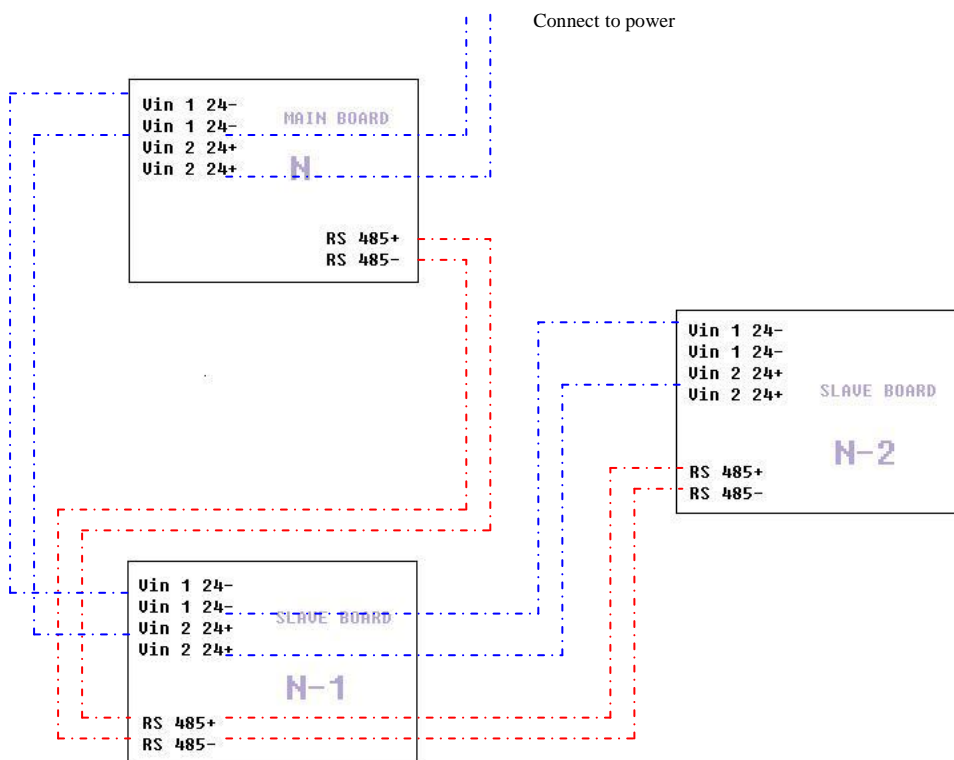 Connect to power
Vin 1 24-
Vin 1 24-
Vin 2 24+
Vin 2 24+
MAIN BOARD
N
RS 485+
RS 485-
Vin 1 24-
Vin 1 24-
Vin 2 24+
Vin 2 24+
SLAVE BOARD
N-2
RS 485+
RS 485-
Vin 1 24-
Vin 1 24-
Vin 2 24+
Vin 2 24+
SLAVE BOARD
N-1
RS 485+
RS 485-